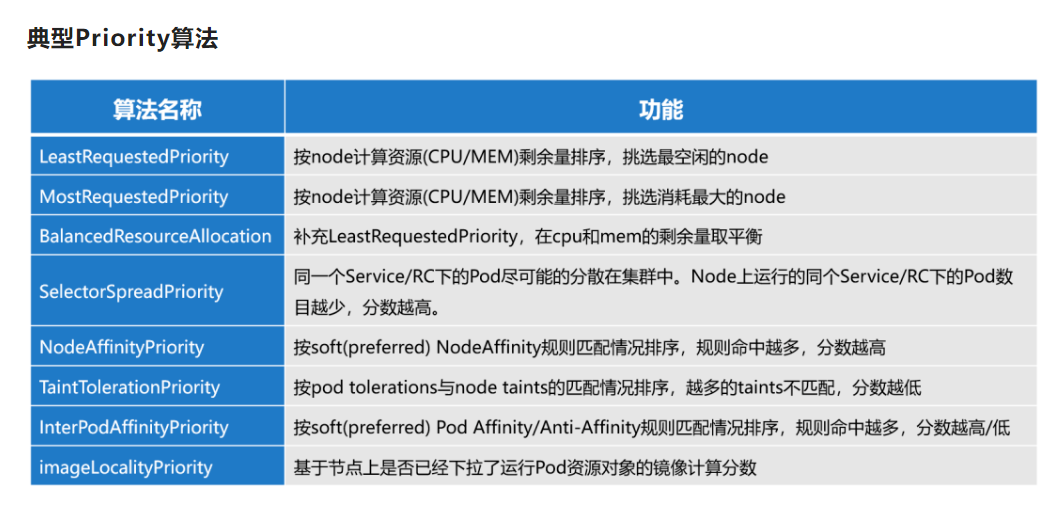 典型Priority算法
算法名称 功能
LeastRequestedPriority 按node计算资源(CPU/MEM)剩余量排序，挑选最空闲的node
MostRequestedPriority 按node计算资源(CPU/MEM)剩余量排序，挑选消耗最大的node
BalancedResourceAllocation 补充LeastRequestedPriority，在cpu和mem的剩余量取平衡
SelectorSpreadPriority 同一个Service/RC下的Pod尽可能的分散在集群中。Node上运行的同个Service/RC下的Pod数
目越少，分数越高。
NodeAffinityPriority 按soft(preferred) NodeAffinity规则匹配情况排序，规则命中越多，分数越高
TaintTolerationPriority 按pod tolerations与node taints的匹配情况排序，越多的taints不匹配，分数越低
InterPodAffinityPriority 按soft(preferred) Pod Affinity/Anti-Affinity规则匹配情况排序，规则命中越多，分数越高/低
imageLocalityPriority 基于节点上是否已经下拉了运行Pod资源对象的镜像计算分数